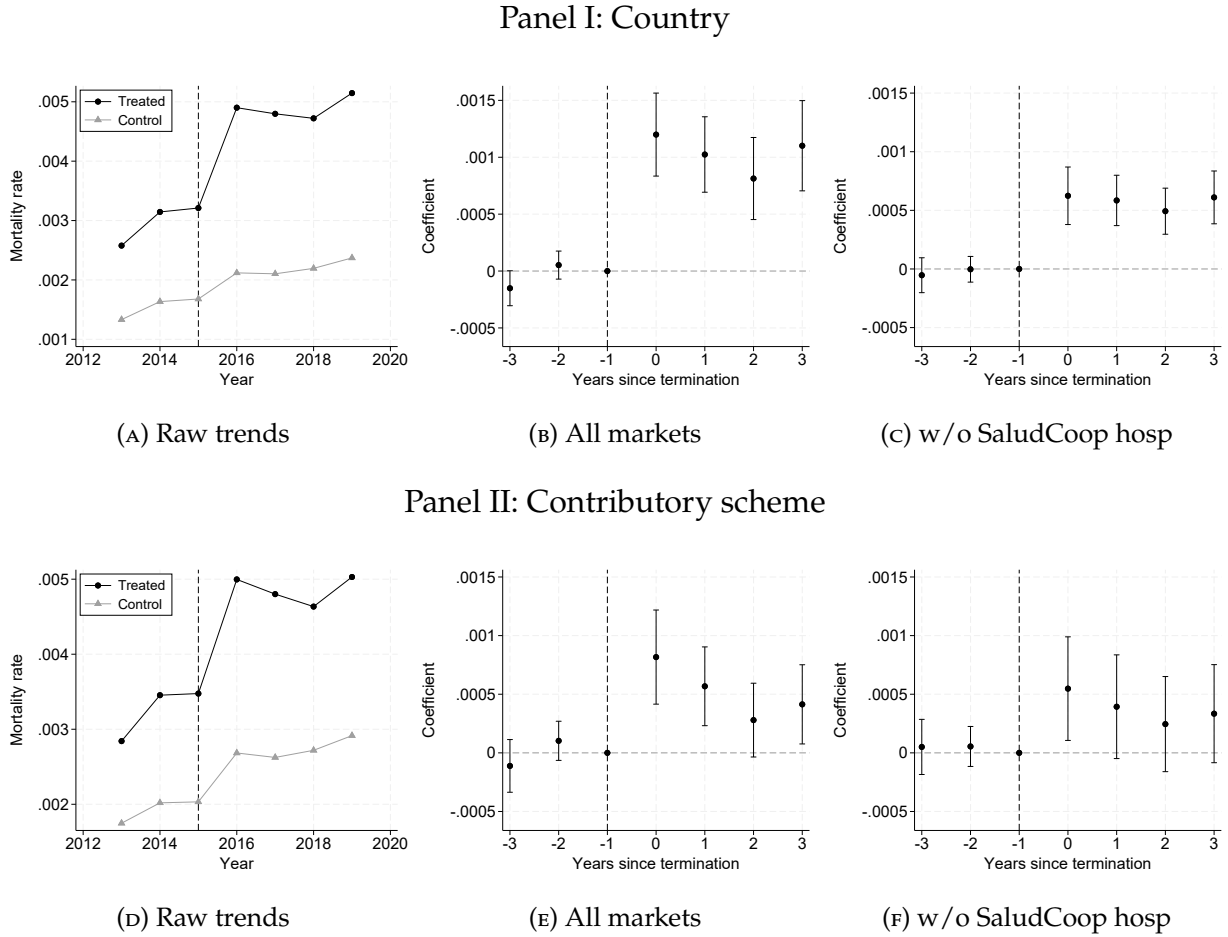 Panel I: Country
.005
.004
.003
.002
.001
Mortality rate
Treated
Control
2012 2014 2016 2018 2020
Year
(A) Raw trends
.0015
.001
.0005
0
-.0005
Coefficient
-3 -2 -1 0 1 2 3
Years since termination
(B) All markets
.0015
.001
.0005
0
-.0005
Coefficient
-3 -2 -1 0 1 2 3
Years since termination
(C) w/o SaludCoop hosp
Panel II: Contributory scheme
.005
.004
.003
.002
Mortality rate
Treated
Control
2012 2014 2016 2018 2020
Year
(D) Raw trends
.0015
.001
.0005
0
-.0005
Coefficient
-3 -2 -1 0 1 2 3
Years since termination
(E) All markets
.0015
.001
.0005
0
-.0005
Coefficient
-3 -2 -1 0 1 2 3
Years since termination
(F) w/o SaludCoop hosp